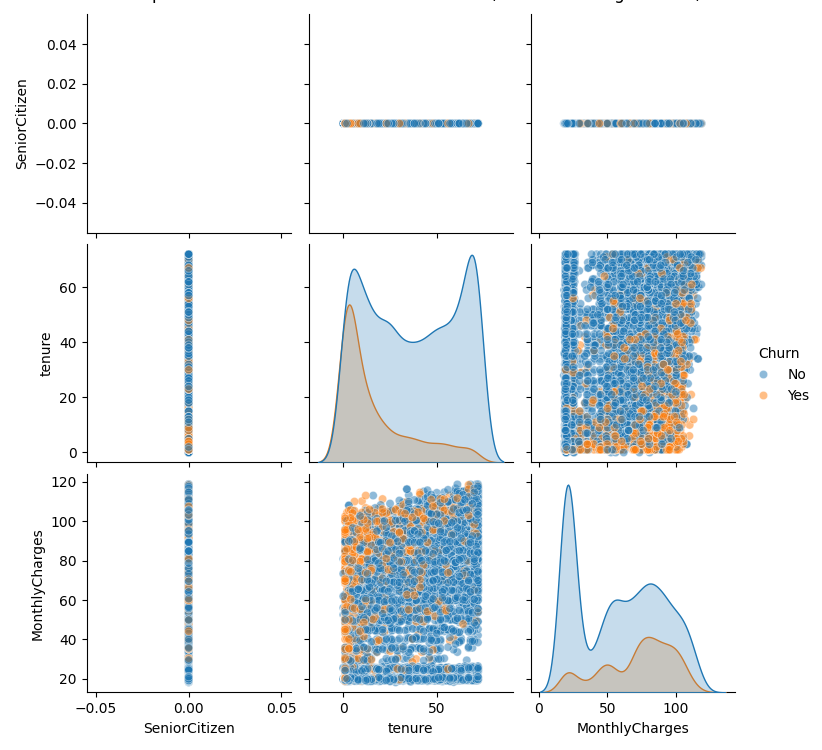 0.04
0.02
0.00
−0.02
−0.04
SeniorCitizen
60
40
20
0
tenure
Churn
No
Yes
120
100
80
60
40
20
MonthlyCharges
−0.05 0.00 0.05
0 50
0 50 100
SeniorCitizen
tenure
MonthlyCharges